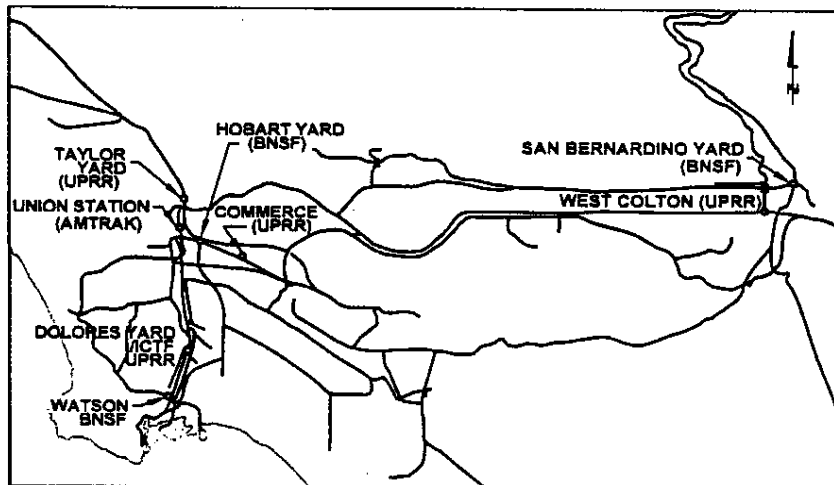 HOBART YARD
(BNSF)
SAN BERNARDINO YARD
(BNSF)
TAYLOR
YARD
(UPRR)
UNION STATION
(AMTRAK)
COMMERCE
(UPRR)
WEST COLTON (UPRR)
DOLORES YARD
/ICTF
UPRR
WATSON
BNSF
N